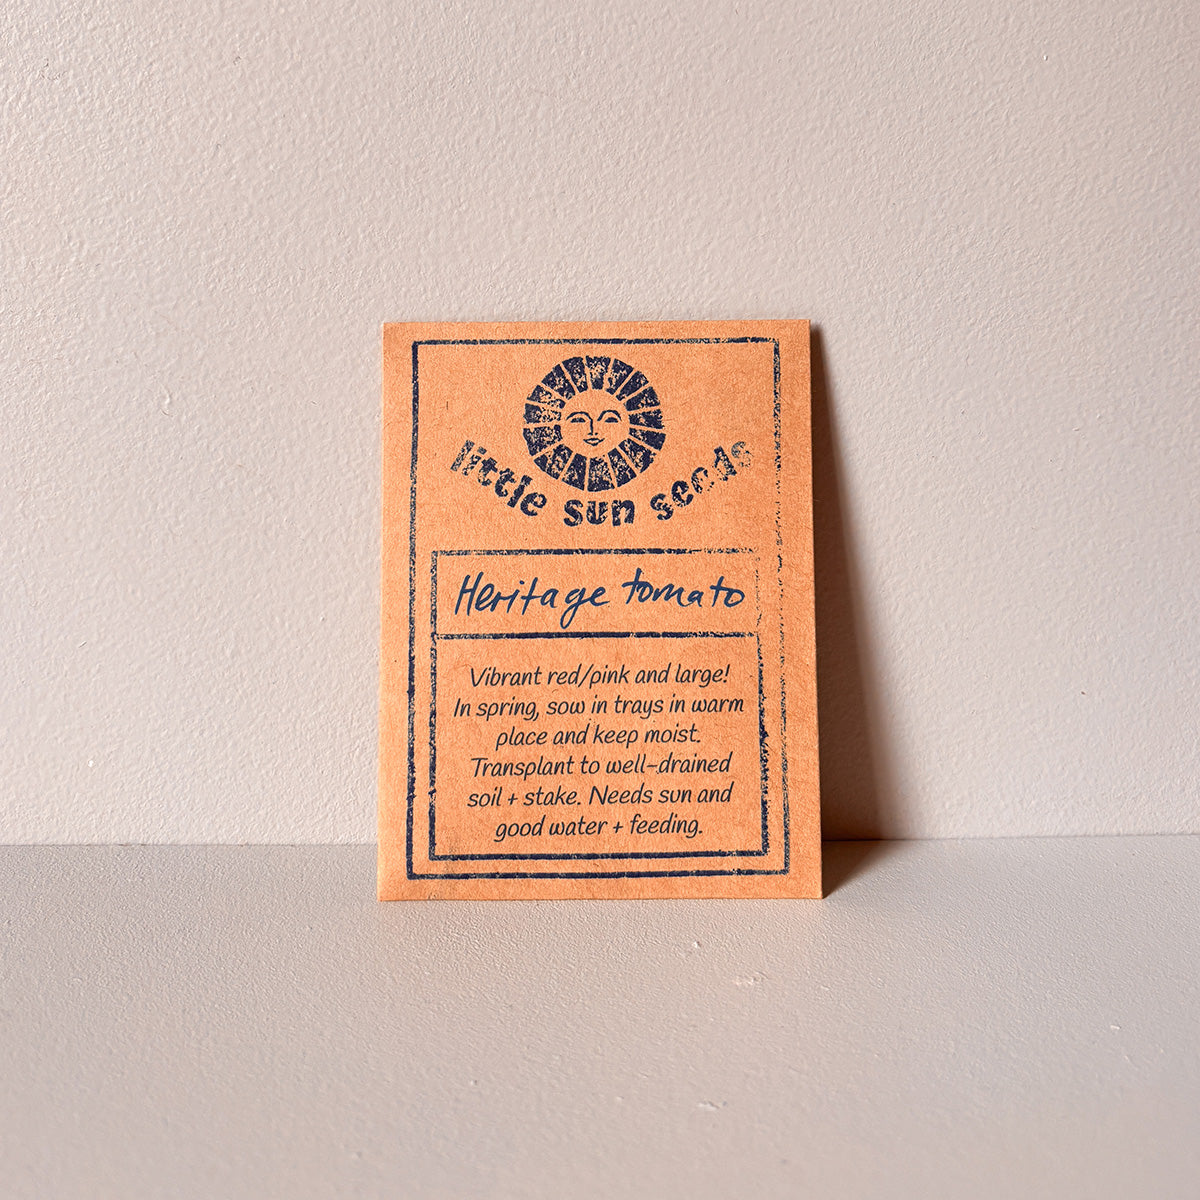 little sun seeds
Heritage tomato
Vibrant red/pink and large!
In spring, sow in trays in warm
place and keep moist.
Transplant to well-drained
soil + stake. Needs sun and
good water + feeding.